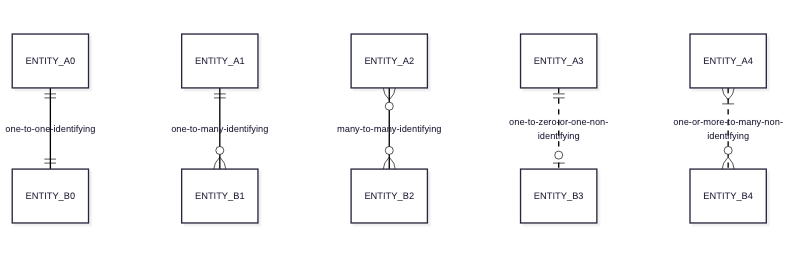 ENTITY_A0
ENTITY_A1
ENTITY_A2
ENTITY_A3
ENTITY_A4
one-to-one-identifying
one-to-many-identifying
many-to-many-identifying
one-to-zero-or-one-non-
identifying
one-or-more-to-many-non-
identifying
ENTITY_B0
ENTITY_B1
ENTITY_B2
ENTITY_B3
ENTITY_B4